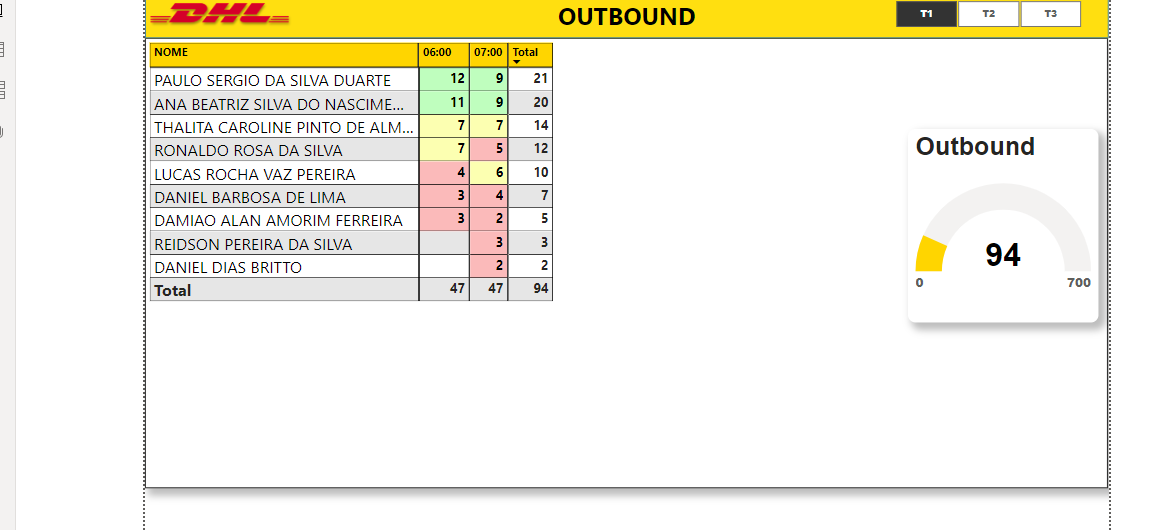 DHL OUTBOUND T1 T2 T3
NOME 06:00 07:00 Total
PAULO SERGIO DA SILVA DUARTE 12 9 21
ANA BEATRIZ SILVA DO NASCIME... 11 9 20
THALITA CAROLINE PINTO DE ALM... 7 7 14
RONALDO ROSA DA SILVA 7 5 12
LUCAS ROCHA VAZ PEREIRA 4 6 10
DANIEL BARBOSA DE LIMA 3 4 7
DAMIAO ALAN AMORIM FERREIRA 3 2 5
REIDSON PEREIRA DA SILVA 3 3
DANIEL DIAS BRITTO 2 2
Total 47 47 94
Outbound
94
0 700